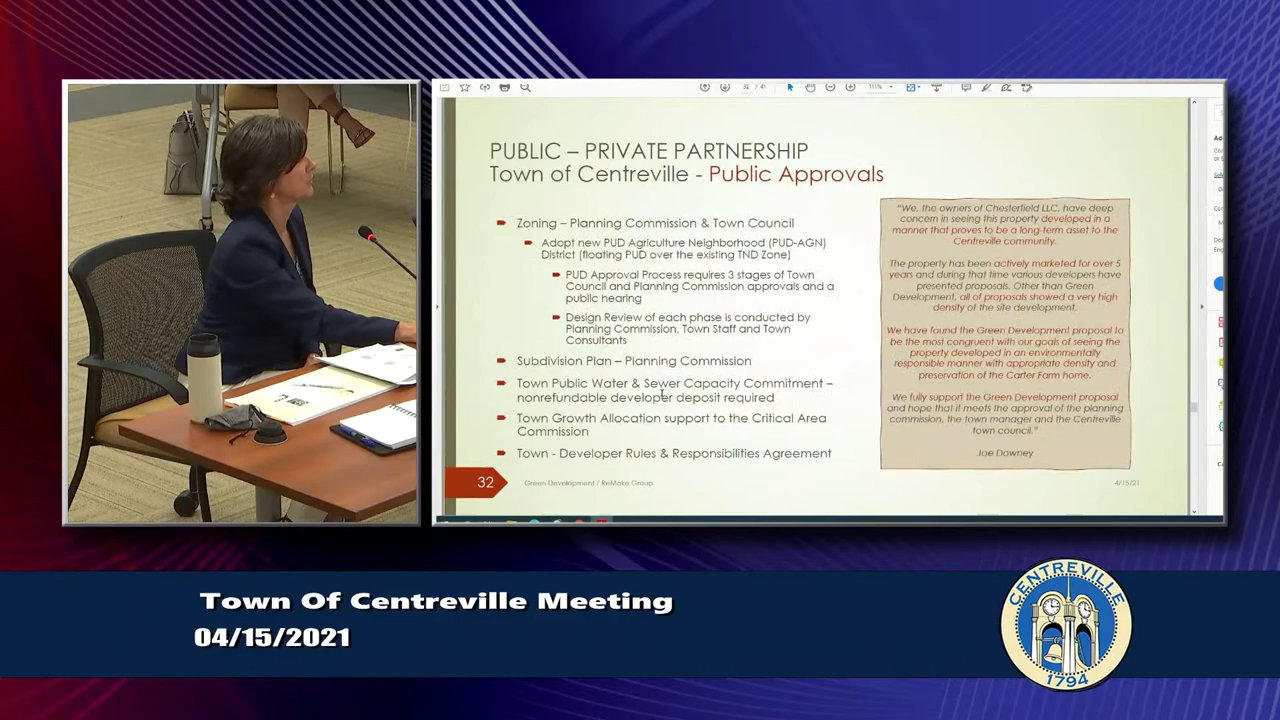 31 / 41
111%
PUBLIC – PRIVATE PARTNERSHIP
Town of Centreville - Public Approvals
Zoning – Planning Commission & Town Council
Adopt new PUD Agriculture Neighborhood (PUD-AGN)
District (floating PUD over the existing TND Zone)
PUD Approval Process requires 3 stages of Town
Council and Planning Commission approvals and a
public hearing
Design Review of each phase is conducted by
Planning Commission, Town Staff and Town
Consultants
Subdivision Plan – Planning Commission
Town Public Water & Sewer Capacity Commitment –
nonrefundable developer deposit required
Town Growth Allocation support to the Critical Area
Commission
Town - Developer Rules & Responsibilities Agreement
"We, the owners of Chesterfield LLC, have deep
concern in seeing this property developed in a
manner that proves to be a long-term asset to the
Centreville community.
The property has been actively marketed for over 5
years and during that time various developers have
presented proposals. Other than Green
Development, all of proposals showed a very high
density of the site development.
We have found the Green Development proposal to
be the most congruent with our goals of seeing the
property developed in an environmentally
responsible manner with appropriate density and
preservation of the Carter Farm home.
We fully support the Green Development proposal
and hope that it meets the approval of the planning
commission, the town manager and the Centreville
town council."
Joe Downey
32
Green Development / ReMake Group
4/15/21
Town Of Centreville Meeting
04/15/2021
CENTREVILLE
1794